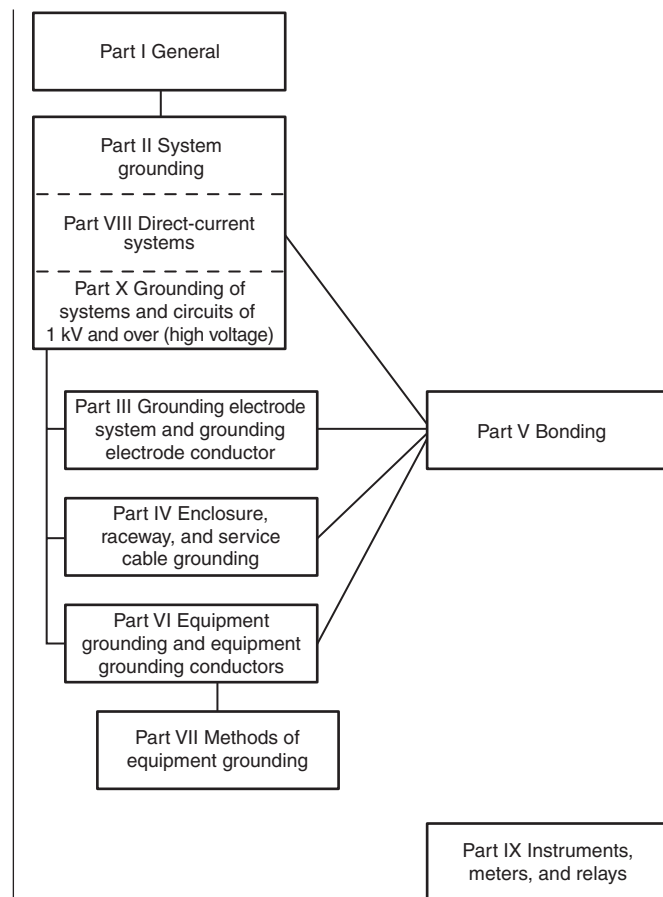 Part I General
Part II System
grounding
Part VIII Direct-current
systems
Part X Grounding of
systems and circuits of
1 kV and over (high voltage)
Part III Grounding electrode
system and grounding
electrode conductor
Part V Bonding
Part IV Enclosure,
raceway, and service
cable grounding
Part VI Equipment
grounding and equipment
grounding conductors
Part VII Methods of
equipment grounding
Part IX Instruments,
meters, and relays